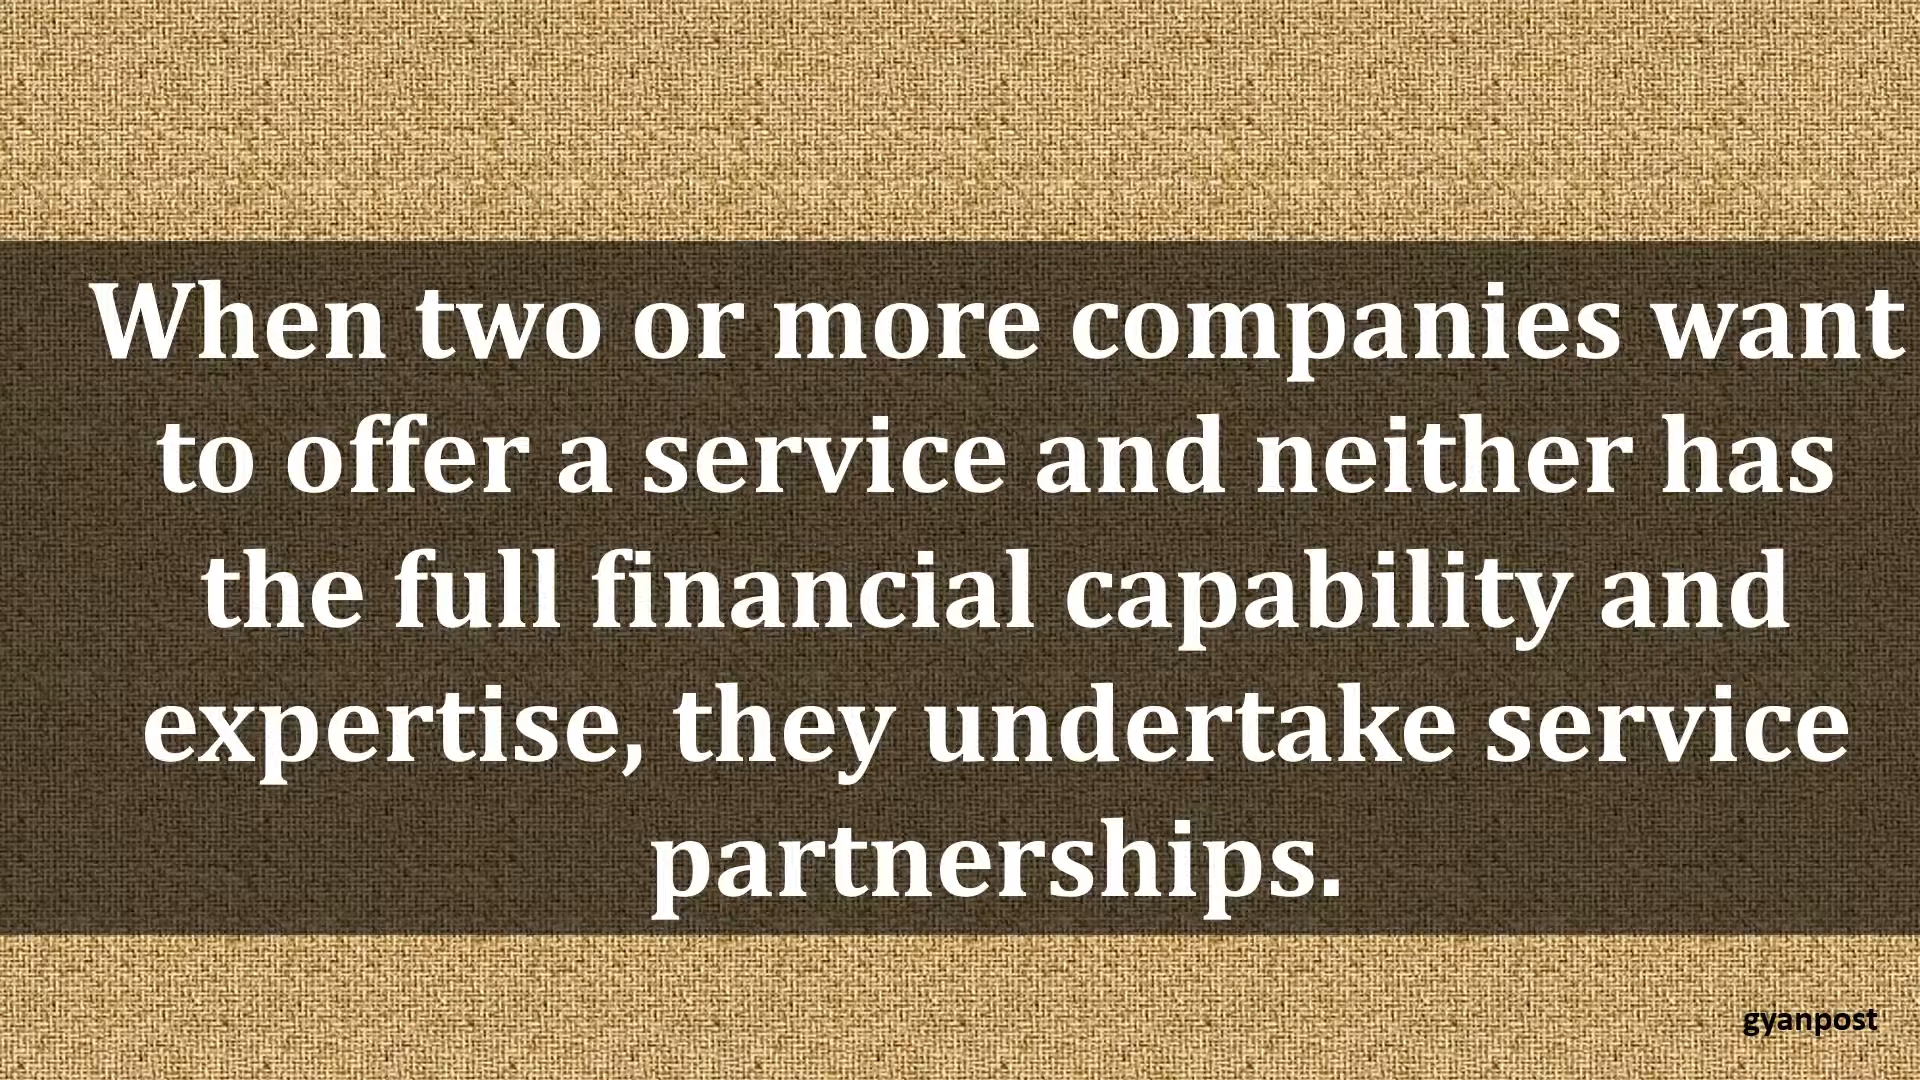 When two or more companies want
to offer a service and neither has
the full financial capability and
expertise, they undertake service
partnerships.
gyanpost